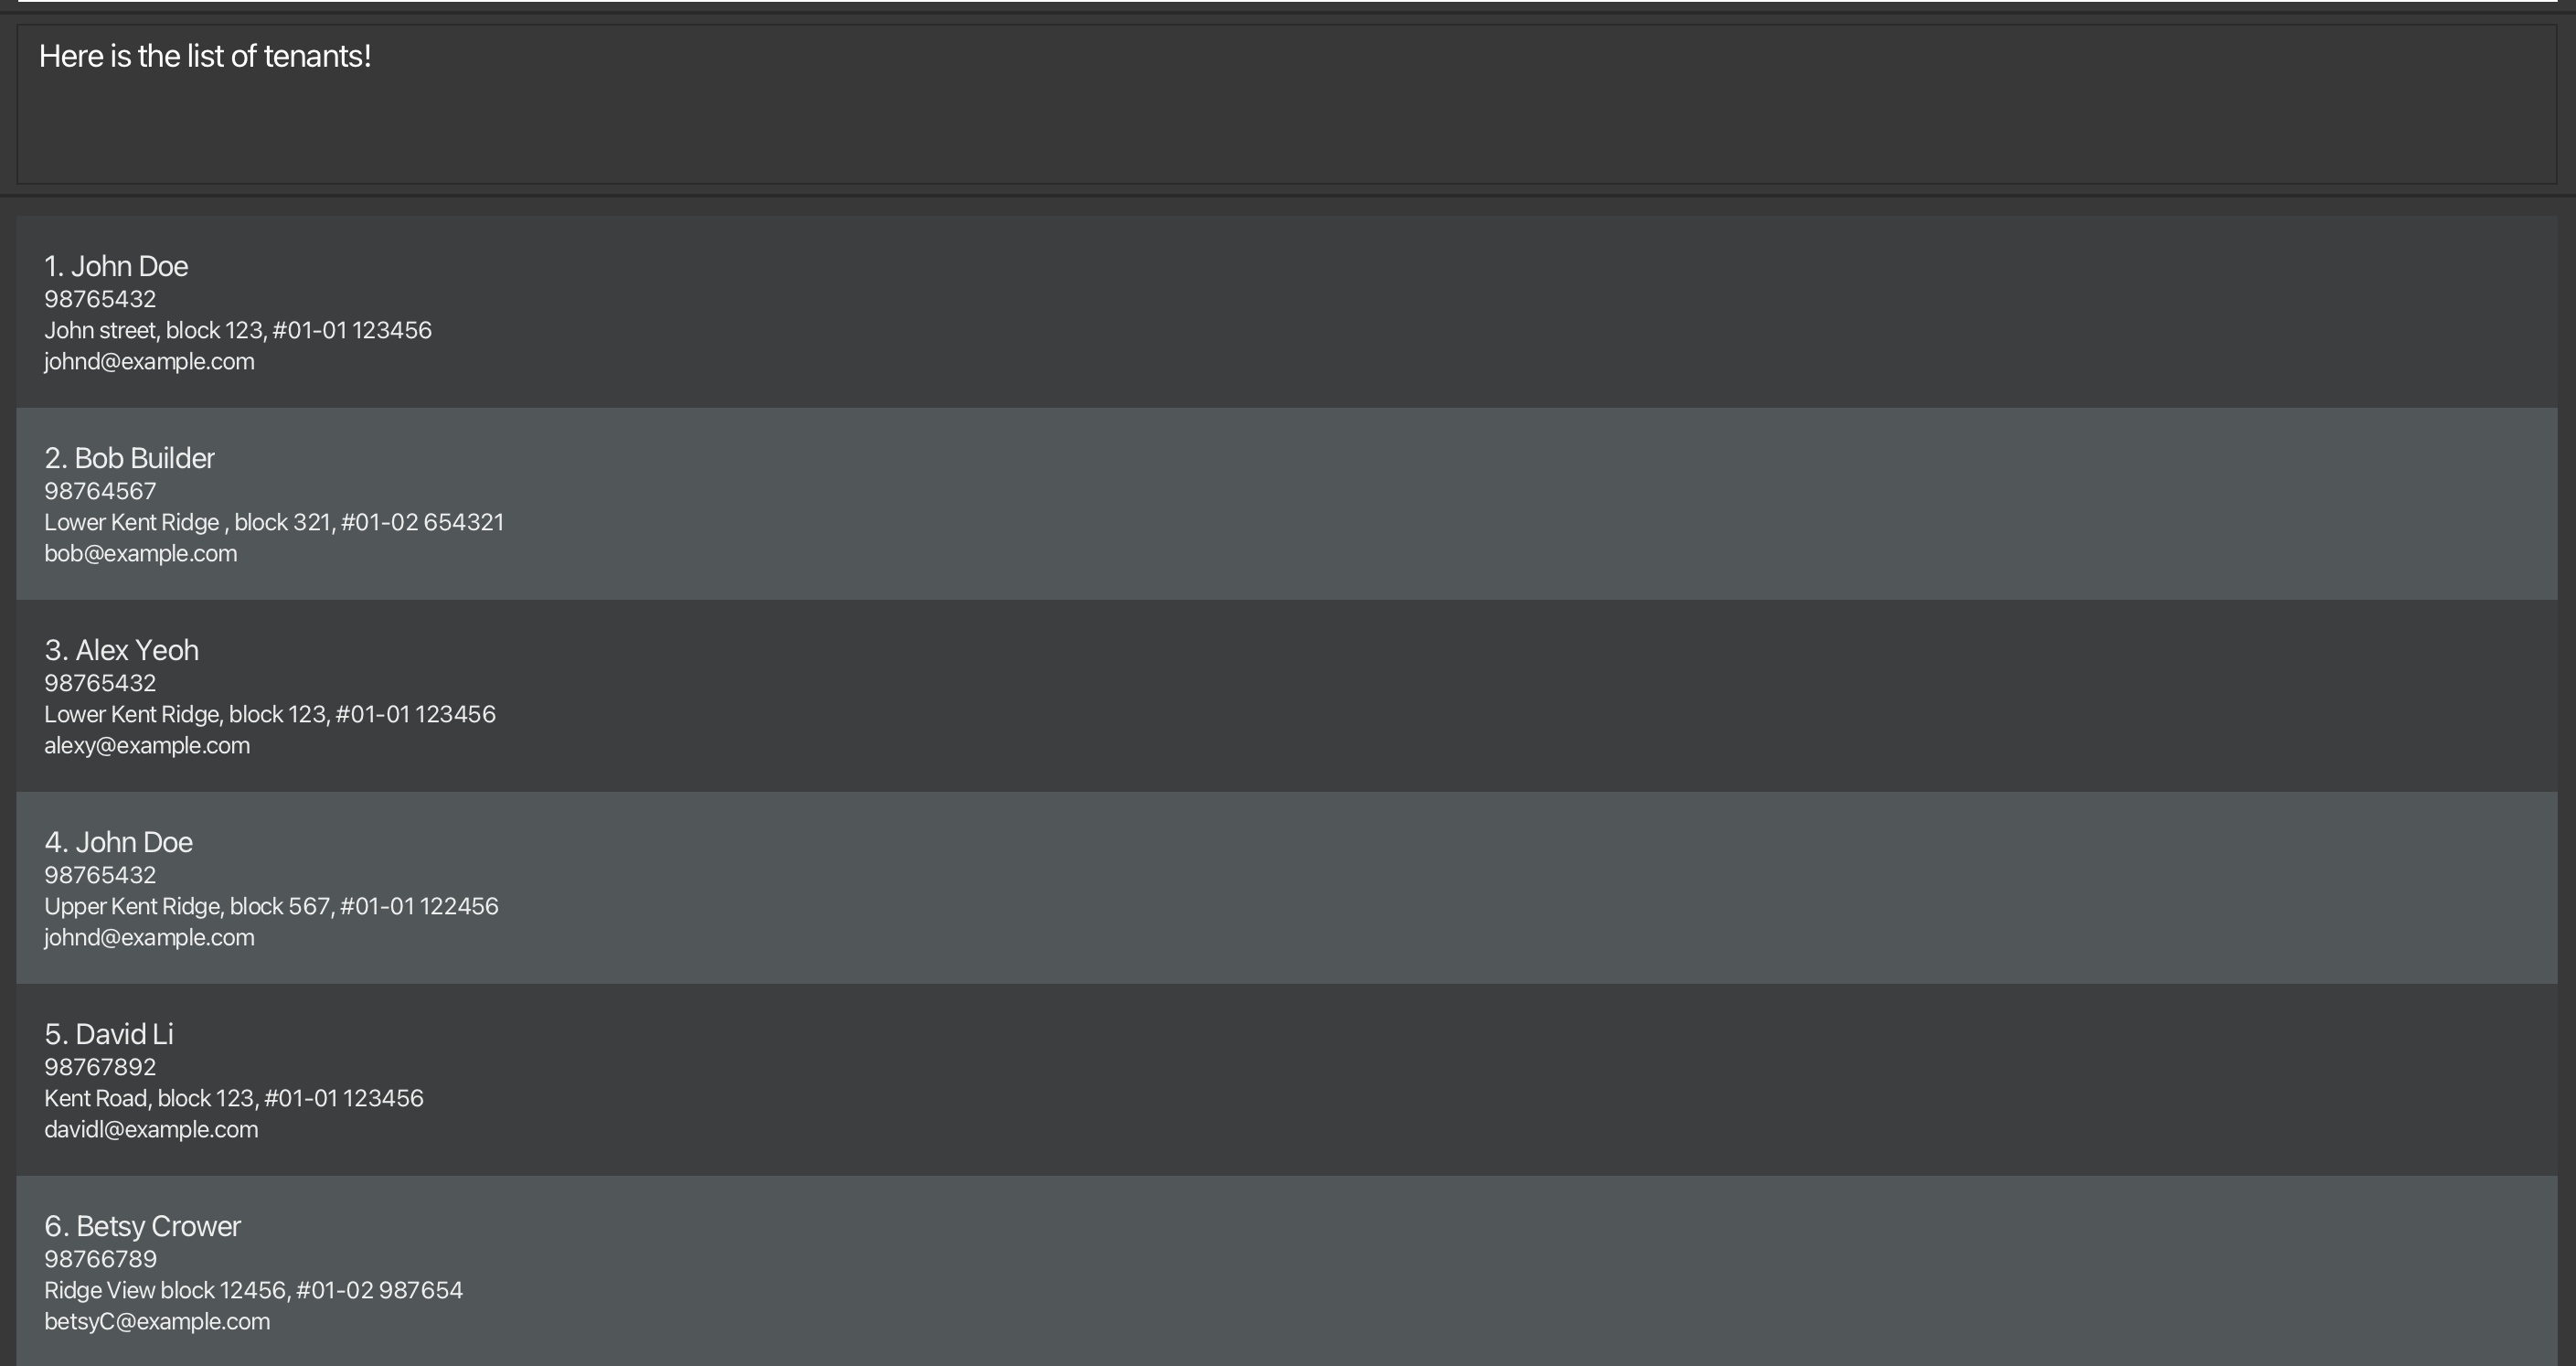 Here is the list of tenants!
1. John Doe
98765432
John street, block 123, #01-01 123456
johnd@example.com
2. Bob Builder
98764567
Lower Kent Ridge , block 321, #01-02 654321
bob@example.com
3. Alex Yeoh
98765432
Lower Kent Ridge, block 123, #01-01 123456
alexy@example.com
4. John Doe
98765432
Upper Kent Ridge, block 567, #01-01 122456
johnd@example.com
5. David Li
98767892
Kent Road, block 123, #01-01 123456
davidl@example.com
6. Betsy Crower
98766789
Ridge View block 12456, #01-02 987654
betsyC@example.com